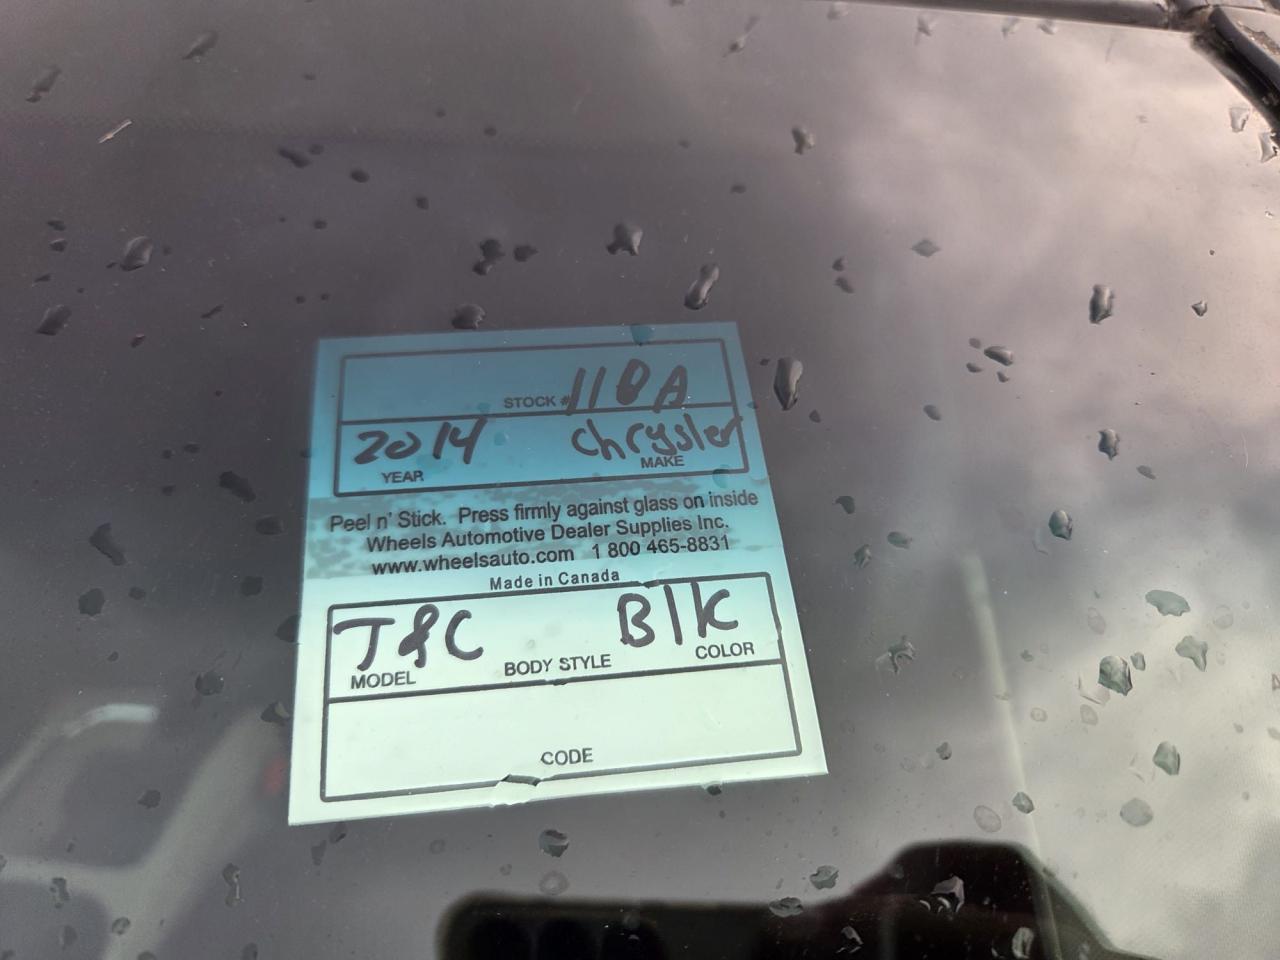 STOCK # 110A
2014 chrysler
YEAR MAKE
Peel n' Stick. Press firmly against glass on inside
Wheels Automotive Dealer Supplies Inc.
www.wheelsauto.com 1 800 465-8831
Made in Canada
T&C Blk
MODEL BODY STYLE COLOR
CODE